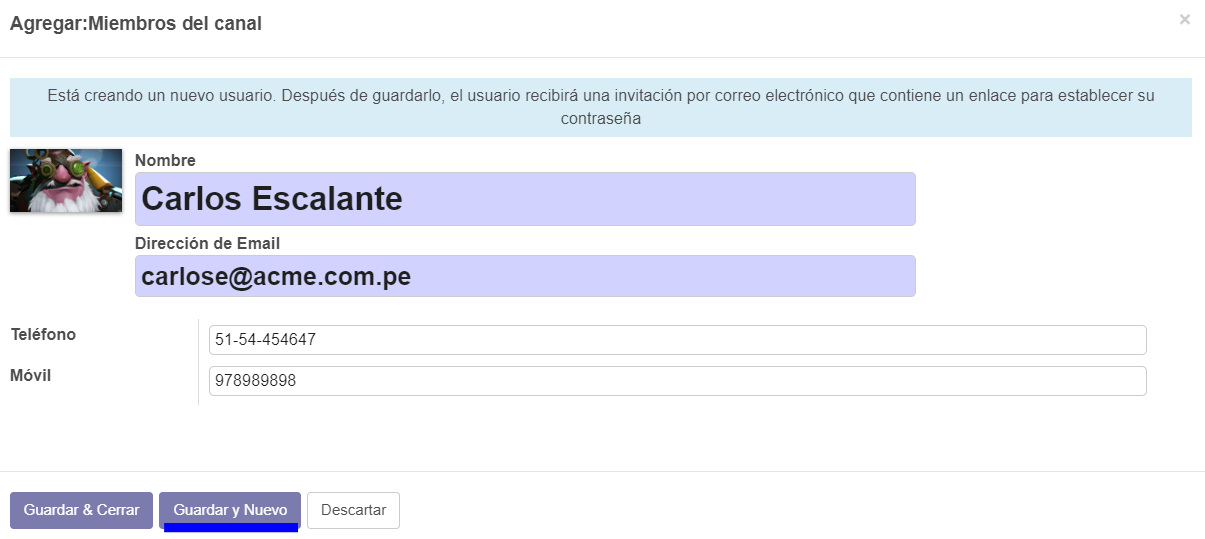 Agregar:Miembros del canal
×
Está creando un nuevo usuario. Después de guardarlo, el usuario recibirá una invitación por correo electrónico que contiene un enlace para establecer su
contraseña
Nombre
Carlos Escalante
Dirección de Email
carlose@acme.com.pe
Teléfono
51-54-454647
Móvil
978989898
Guardar & Cerrar
Guardar y Nuevo
Descartar